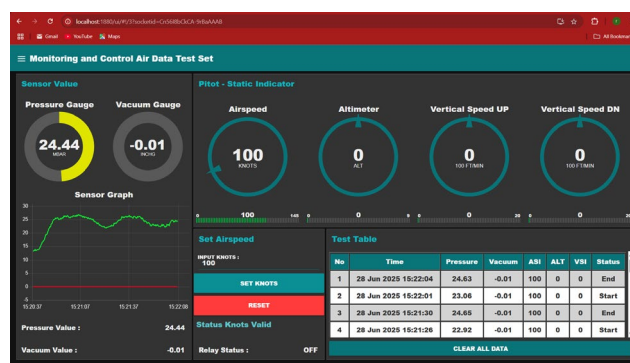 localhost:1880/ui/#!/3?socketid=
Gmail YouTube Maps All Bookmar
Monitoring and Control Air Data Test Set
Sensor Value
Pressure Gauge Vacuum Gauge
24.44
MBAR
-0.01
INCHG
Sensor Graph
30
25
20
15
10
5
0
-5
15:20:37 15:21:07 15:21:37 15:22:08
Pressure Value : 24.44
Vacuum Value : -0.01
Pitot - Static Indicator
Airspeed Altimeter Vertical Speed UP Vertical Speed DN
100
KNOTS
0
ALT
0
100 FT/MIN
0
100 FT/MIN
0 100 145 0 0 0 0 20 0 0 20
Set Airspeed
INPUT KNOTS :
100
SET KNOTS
RESET
Status Knots Valid
Relay Status : OFF
Test Table
No Time Pressure Vacuum ASI ALT VSI Status
1 28 Jun 2025 15:22:04 24.63 -0.01 100 0 0 End
2 28 Jun 2025 15:22:01 23.06 -0.01 100 0 0 Start
3 28 Jun 2025 15:21:30 24.65 -0.01 100 0 0 End
4 28 Jun 2025 15:21:26 22.92 -0.01 100 0 0 Start
CLEAR ALL DATA